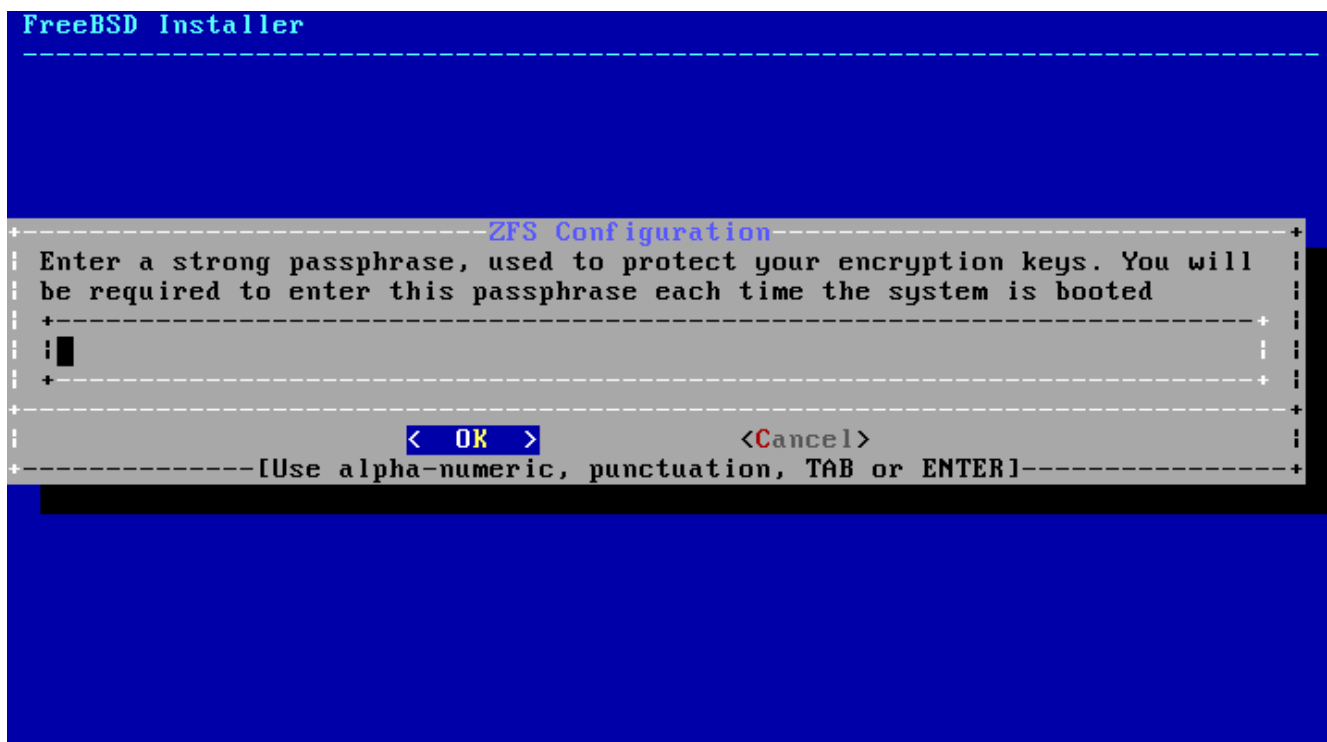 FreeBSD Installer
ZFS Configuration
Enter a strong passphrase, used to protect your encryption keys. You will
be required to enter this passphrase each time the system is booted
< OK > <Cancel>
[Use alpha-numeric, punctuation, TAB or ENTER]